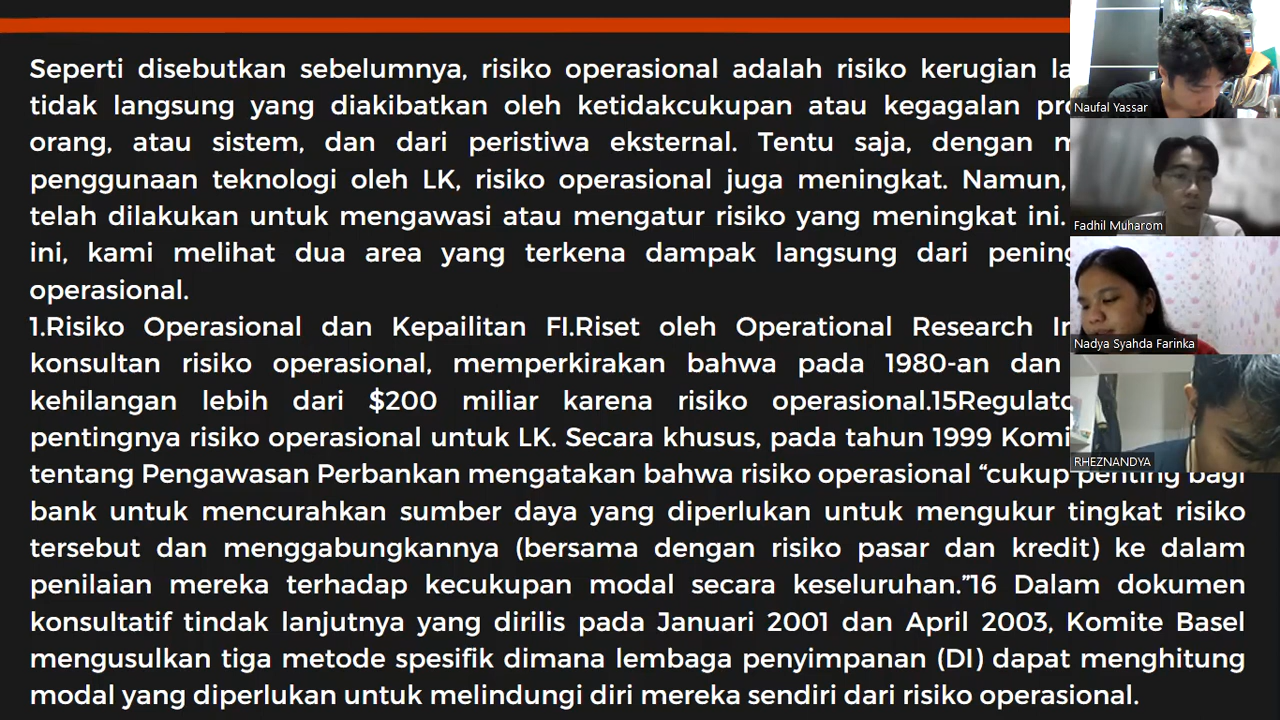 Seperti disebutkan sebelumnya, risiko operasional adalah risiko kerugian
tidak langsung yang diakibatkan oleh ketidakcukupan atau kegagalan
orang, atau sistem, dan dari peristiwa eksternal. Tentu saja, dengan
penggunaan teknologi oleh LK, risiko operasional juga meningkat. Namun,
telah dilakukan untuk mengawasi atau mengatur risiko yang meningkat ini.
ini, kami melihat dua area yang terkena dampak langsung dari
operasional.
1.Risiko Operasional dan Kepailitan FI.Riset oleh Operational Research
konsultan risiko operasional, memperkirakan bahwa pada 1980-an dan
kehilangan lebih dari $200 miliar karena risiko operasional.15
pentingnya risiko operasional untuk LK. Secara khusus, pada tahun 1999
tentang Pengawasan Perbankan mengatakan bahwa risiko operasional “cukup penting bagi
bank untuk mencurahkan sumber daya yang diperlukan untuk mengukur tingkat risiko
tersebut dan menggabungkannya (bersama dengan risiko pasar dan kredit) ke dalam
penilaian mereka terhadap kecukupan modal secara keseluruhan.”16 Dalam dokumen
konsultatif tindak lanjutnya yang dirilis pada Januari 2001 dan April 2003, Komite Basel
mengusulkan tiga metode spesifik dimana lembaga penyimpanan (DI) dapat menghitung
modal yang diperlukan untuk melindungi diri mereka sendiri dari risiko operasional.
Naufal Yassar
Fadhil Muharom
Nadya Syahda Farinka
RHEZNANDYA